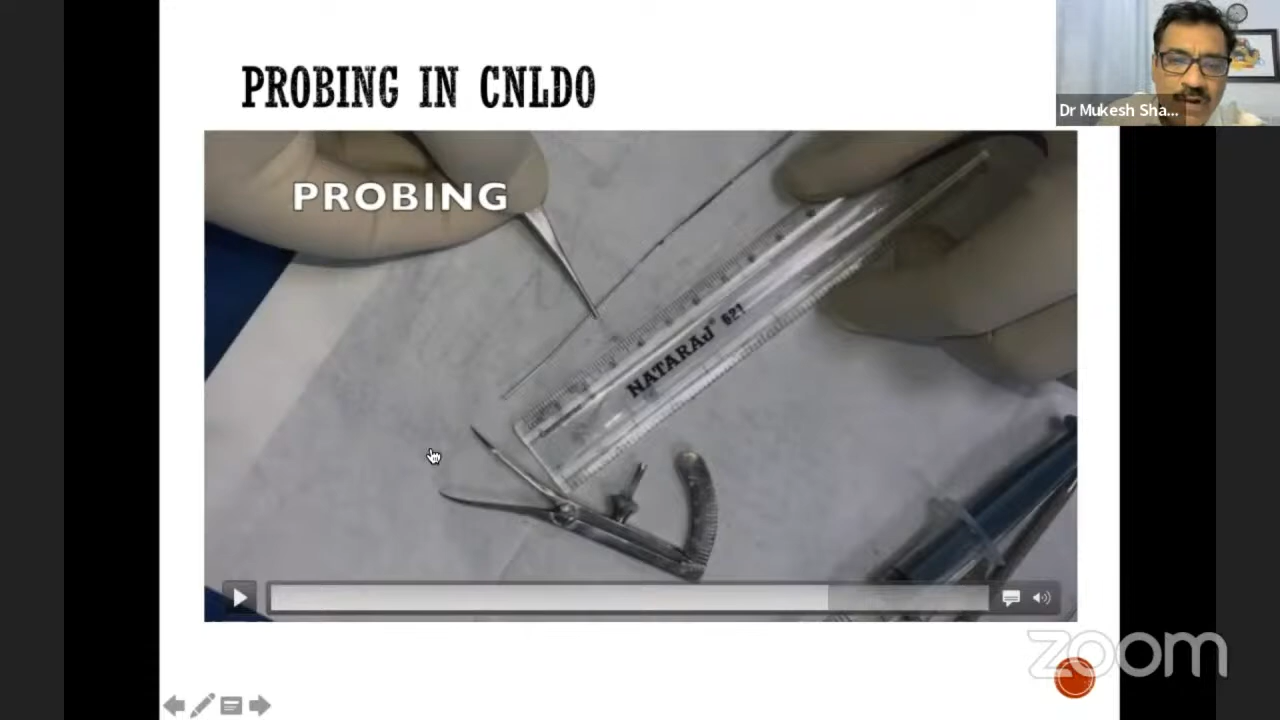 PROBING IN CNLDO
Dr Mukesh Sha...
PROBING
NATARAJ 621
zoom